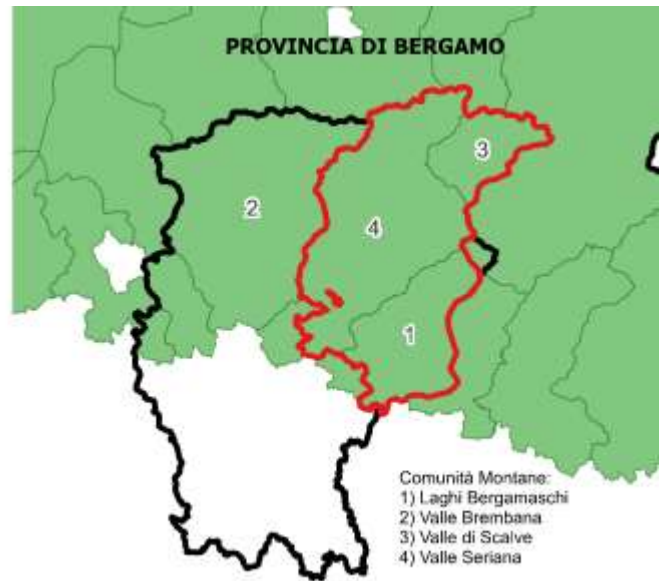 PROVINCIA DI BERGAMO
3
2
4
1
Comunità Montane:
1) Laghi Bergamaschi
2) Valle Brembana
3) Valle di Scalve
4) Valle Seriana